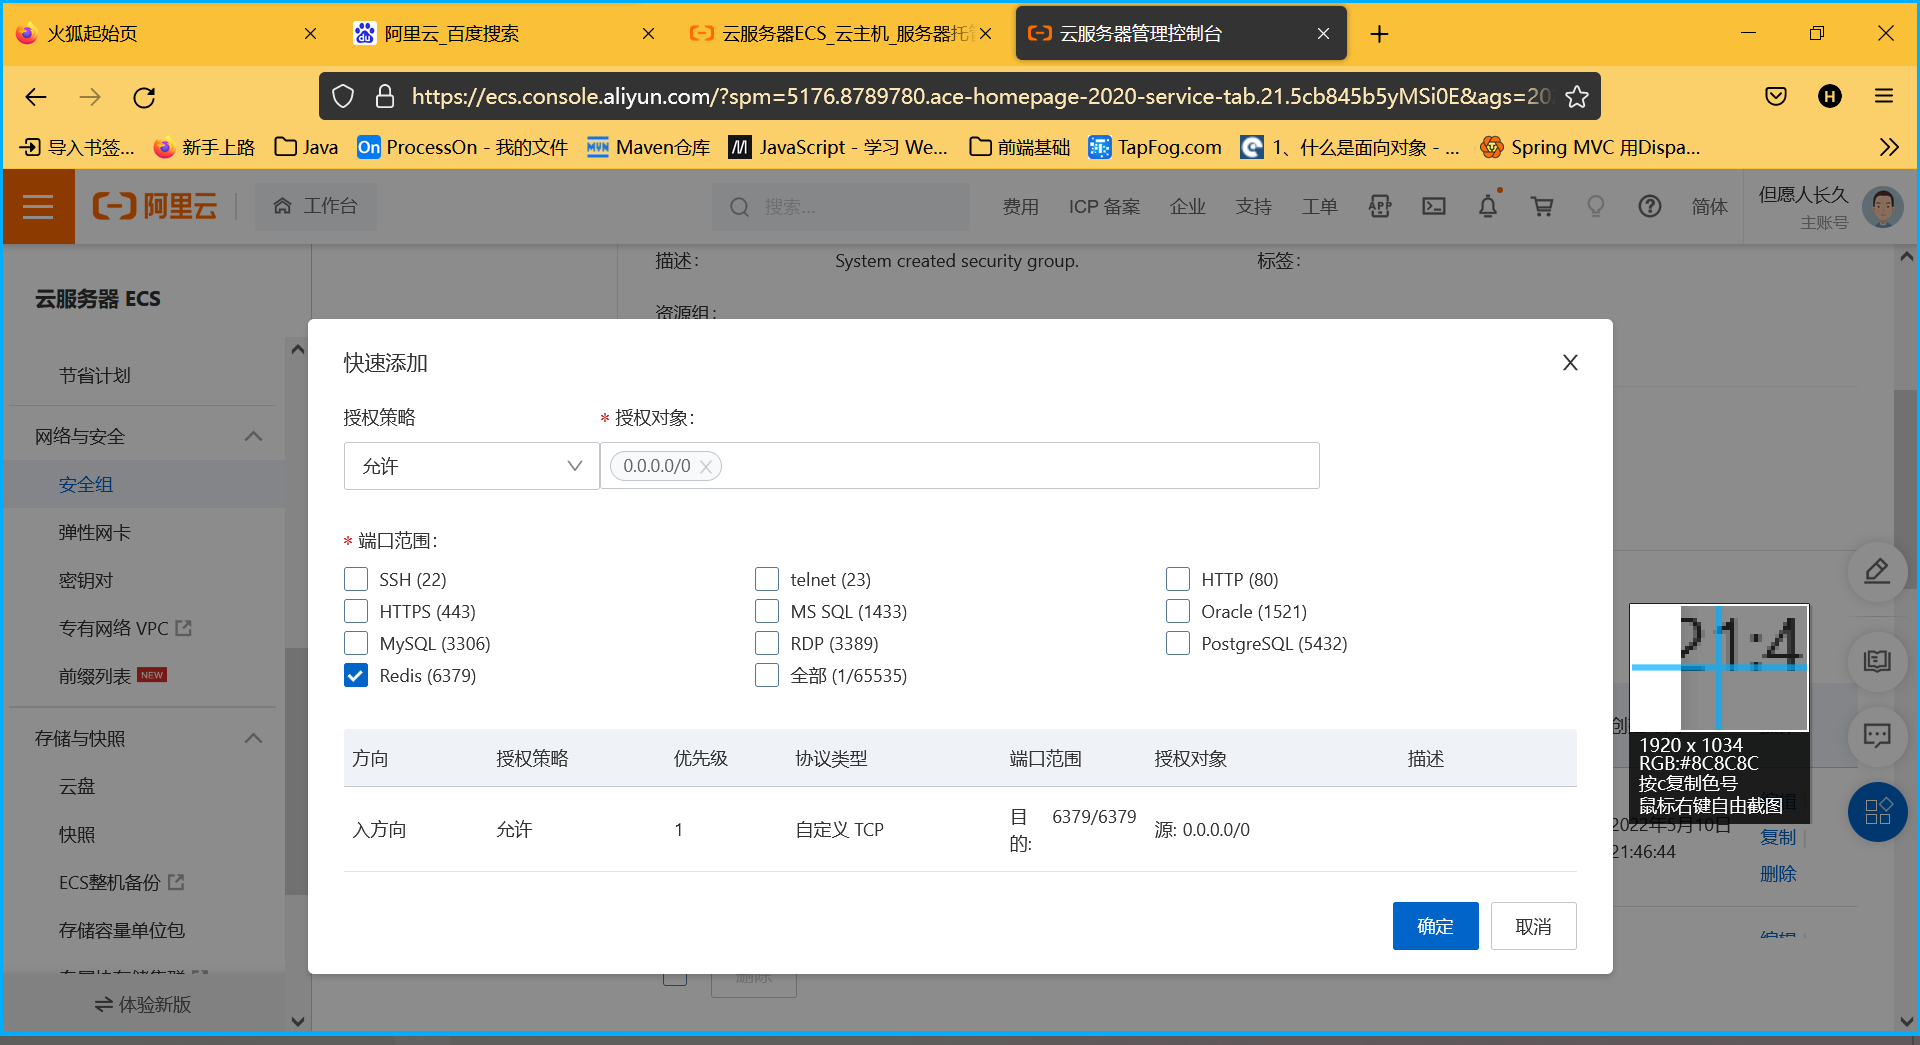 火狐起始页
阿里云_百度搜索
云服务器ECS_云主机_服务器托管
云服务器管理控制台
https://ecs.console.aliyun.com/?spm=5176.8789780.ace-homepage-2020-service-tab.21.5cb845b5yMSi0E&ags=20
导入书签...
新手上路
Java
ProcessOn - 我的文件
Maven仓库
JavaScript - 学习 We...
前端基础
TapFog.com
1、什么是面向对象 - ...
Spring MVC 用Dispa...
阿里云
工作台
搜索...
费用
ICP 备案
企业
支持
工单
简体
但愿人长久
主账号
云服务器 ECS
节省计划
网络与安全
安全组
弹性网卡
密钥对
专有网络 VPC
前缀列表 NEW
存储与快照
云盘
快照
ECS整机备份
存储容量单位包
体验新版
描述：
System created security group.
标签：
资源组：
快速添加
授权策略
* 授权对象：
允许
0.0.0.0/0
* 端口范围：
SSH (22)
telnet (23)
HTTP (80)
HTTPS (443)
MS SQL (1433)
Oracle (1521)
MySQL (3306)
RDP (3389)
PostgreSQL (5432)
Redis (6379)
全部 (1/65535)
方向 授权策略 优先级 协议类型 端口范围 授权对象 描述
入方向 允许 1 自定义 TCP 目的: 6379/6379 源: 0.0.0.0/0
确定
取消
21:4
1920 x 1034
RGB:#8C8C8C
按c复制色号
鼠标右键自由截图
2022年5月10日
21:46:44
复制
删除
编辑
删除